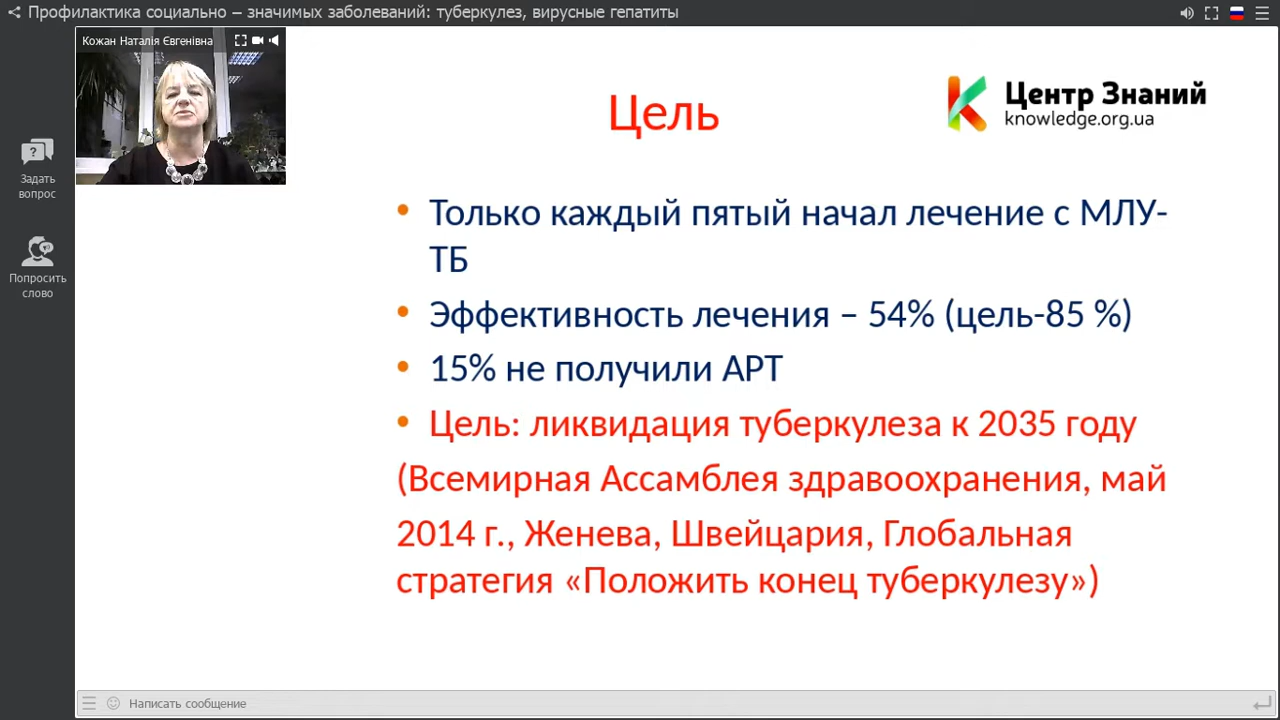 Профилактика социально – значимых заболеваний: туберкулез, вирусные гепатиты
Кожан Наталія Євгенівна
Задать
вопрос
Попросить
слово
Цель
Центр Знаний
knowledge.org.ua
• Только каждый пятый начал лечение с МЛУ-
ТБ
• Эффективность лечения – 54% (цель-85 %)
• 15% не получили АРТ
• Цель: ликвидация туберкулеза к 2035 году
(Всемирная Ассамблея здравоохранения, май
2014 г., Женева, Швейцария, Глобальная
стратегия «Положить конец туберкулезу»)
Написать сообщение